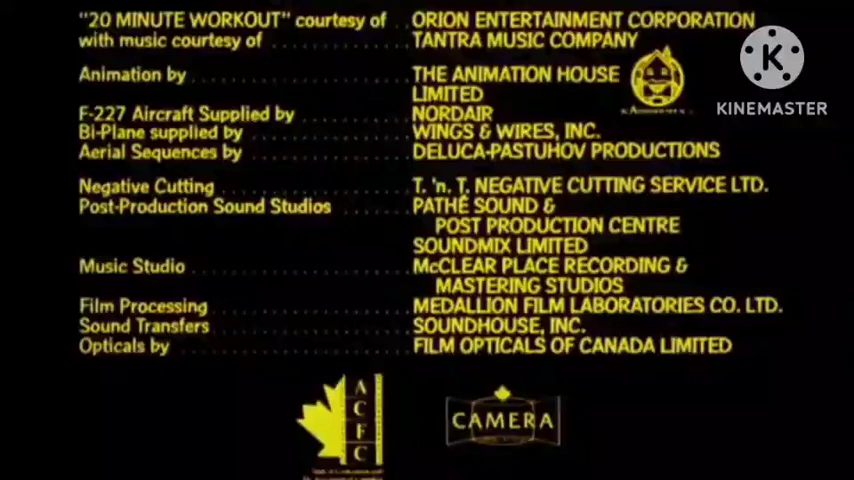 "20 MINUTE WORKOUT" courtesy of . . ORION ENTERTAINMENT CORPORATION
with music courtesy of . . . . . . . . . . . . TANTRA MUSIC COMPANY
Animation by . . . . . . . . . . . . . . . . . . . THE ANIMATION HOUSE
LIMITED
F-227 Aircraft Supplied by . . . . . . . . . . NORDAIR
Bi-Plane supplied by . . . . . . . . . . . . . . WINGS & WIRES, INC.
Aerial Sequences by . . . . . . . . . . . . . . DELUCA-PASTUHOV PRODUCTIONS
Negative Cutting . . . . . . . . . . . . . . . . . T. 'n. T. NEGATIVE CUTTING SERVICE LTD.
Post-Production Sound Studios . . . . . . PATHÉ SOUND &
POST PRODUCTION CENTRE
SOUNDMIX LIMITED
Music Studio . . . . . . . . . . . . . . . . . . . . McCLEAR PLACE RECORDING &
MASTERING STUDIOS
Film Processing . . . . . . . . . . . . . . . . . . MEDALLION FILM LABORATORIES CO. LTD.
Sound Transfers . . . . . . . . . . . . . . . . . . SOUNDHOUSE, INC.
Opticals by . . . . . . . . . . . . . . . . . . . . . FILM OPTICALS OF CANADA LIMITED
K
KINEMASTER
ACFC
CAMERA